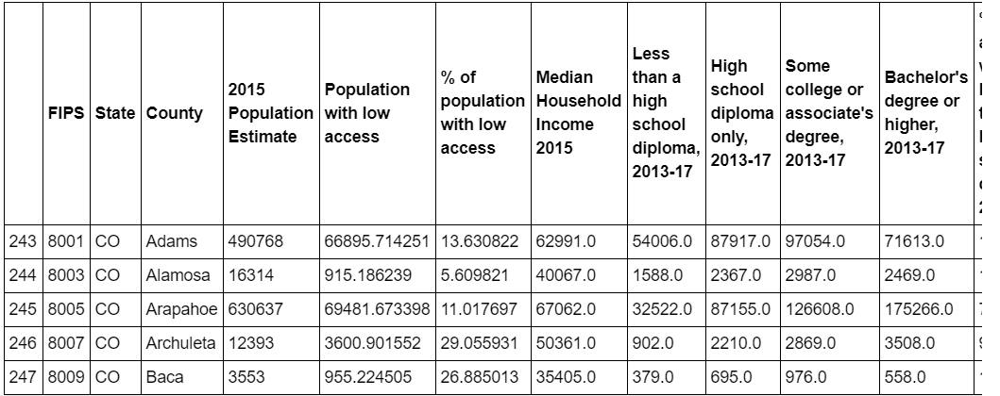 FIPS State County 2015 Population Estimate Population with low access % of population with low access Median Household Income 2015 Less than a high school diploma, 2013-17 High school diploma only, 2013-17 Some college or associate's degree, 2013-17 Bachelor's degree or higher, 2013-17
243 8001 CO Adams 490768 66895.714251 13.630822 62991.0 54006.0 87917.0 97054.0 71613.0
244 8003 CO Alamosa 16314 915.186239 5.609821 40067.0 1588.0 2367.0 2987.0 2469.0
245 8005 CO Arapahoe 630637 69481.673398 11.017697 67062.0 32522.0 87155.0 126608.0 175266.0
246 8007 CO Archuleta 12393 3600.901552 29.055931 50361.0 902.0 2210.0 2869.0 3508.0
247 8009 CO Baca 3553 955.224505 26.885013 35405.0 379.0 695.0 976.0 558.0